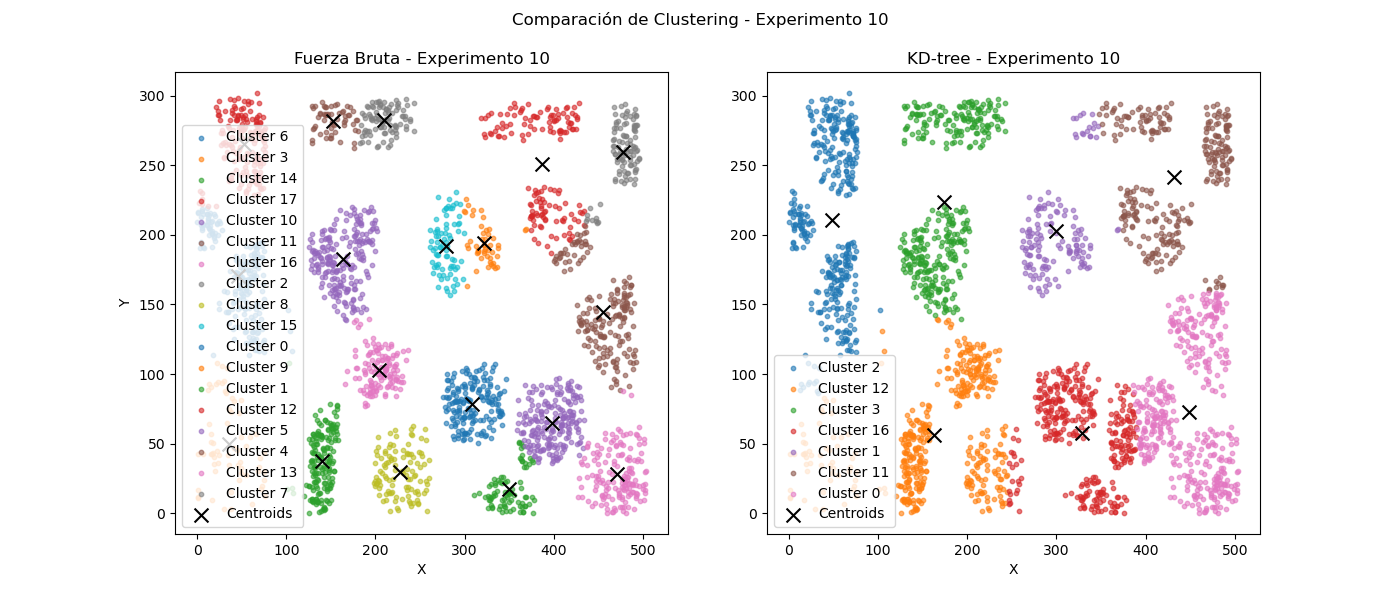 Comparación de Clustering - Experimento 10
Fuerza Bruta - Experimento 10
300
250
200
150
100
50
0
Y
0
100
200
300
400
500
X
Cluster 6
Cluster 3
Cluster 14
Cluster 17
Cluster 10
Cluster 11
Cluster 16
Cluster 2
Cluster 8
Cluster 15
Cluster 0
Cluster 9
Cluster 1
Cluster 12
Cluster 5
Cluster 4
Cluster 13
Cluster 7
Centroids
KD-tree - Experimento 10
300
250
200
150
100
50
0
0
100
200
300
400
500
X
Cluster 2
Cluster 12
Cluster 3
Cluster 16
Cluster 1
Cluster 11
Cluster 0
Centroids